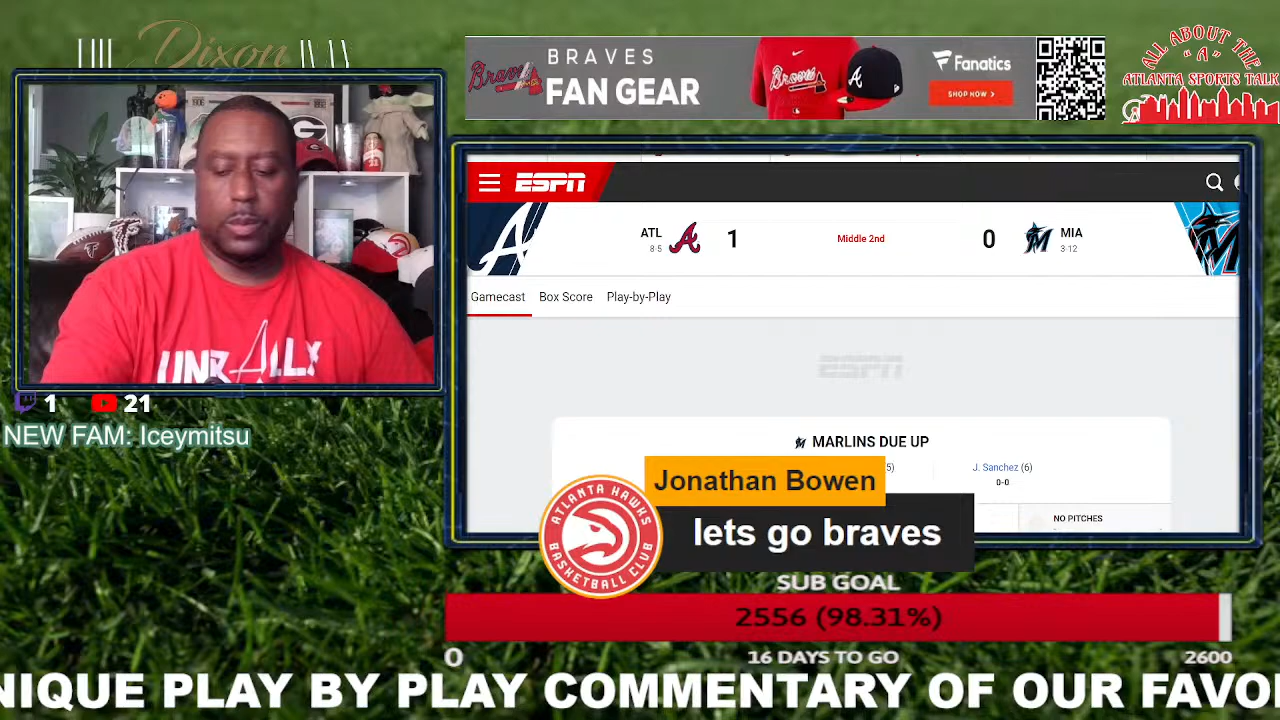 Dixon
BRAVES
FAN GEAR
Braves
Fanatics
SHOP NOW >
ALL ABOUT THE
"A"
ATLANTA SPORTS TALK
ESPN
ATL
8-5
1
Middle 2nd
0
MIA
3-12
Gamecast
Box Score
Play-by-Play
MARLINS DUE UP
5)
J. Sanchez (6)
0-0
NO PITCHES
1
21
NEW FAM: Iceymitsu
Jonathan Bowen
lets go braves
ATLANTA HAWKS
BASKETBALL CLUB
SUB GOAL
2556 (98.31%)
0
16 DAYS TO GO
2600
NIQUE PLAY BY PLAY COMMENTARY OF OUR FAVO